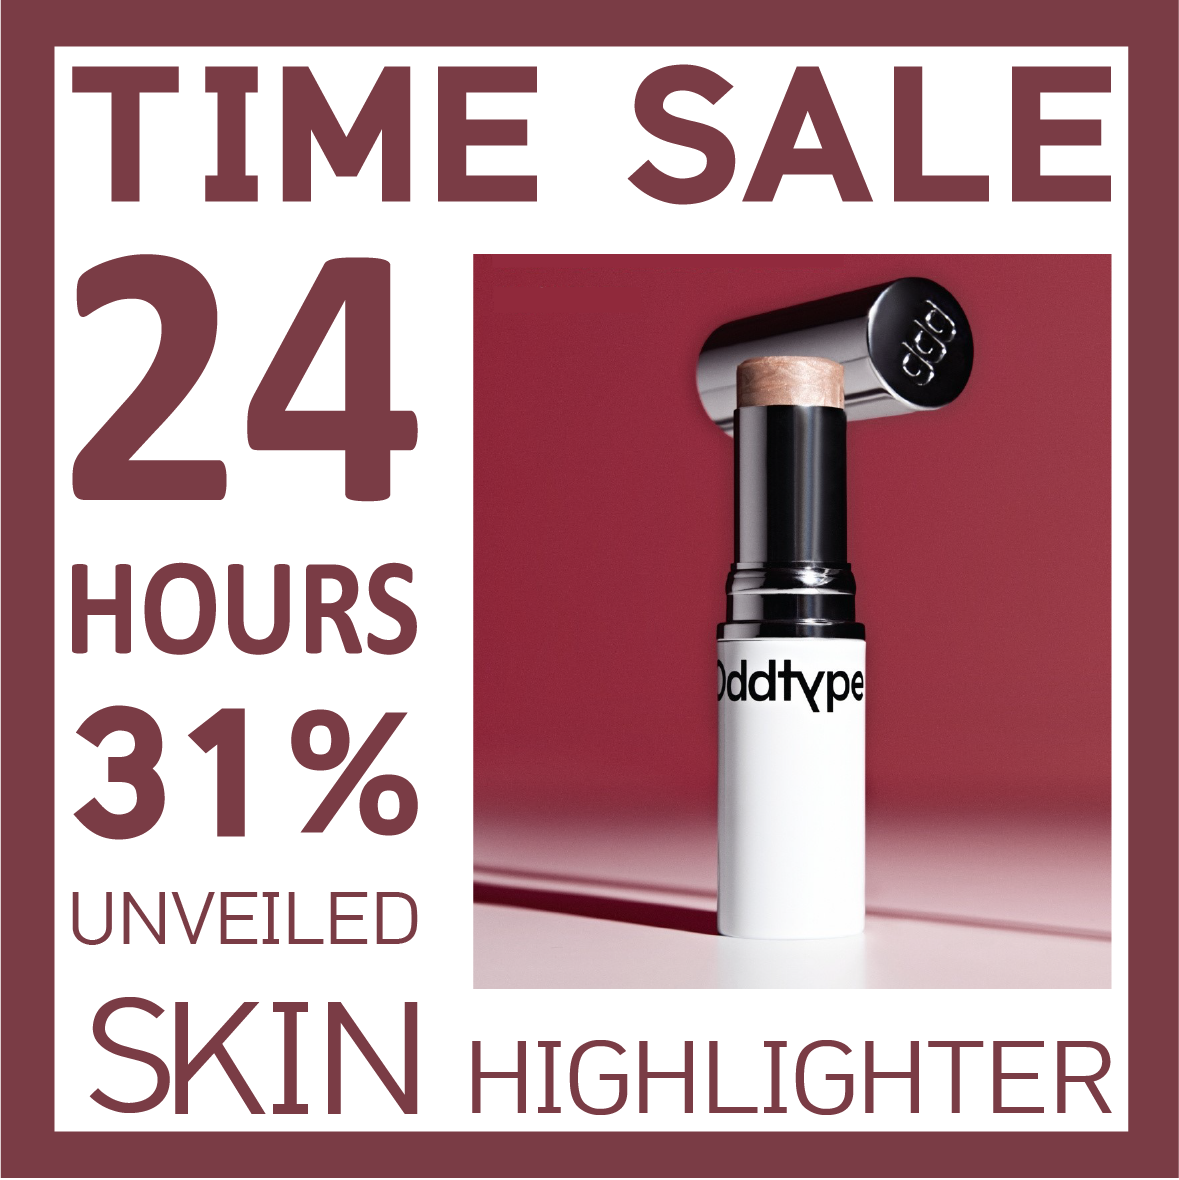 TIME SALE
24
HOURS
31%
UNVEILED
SKIN HIGHLIGHTER
Oddtype